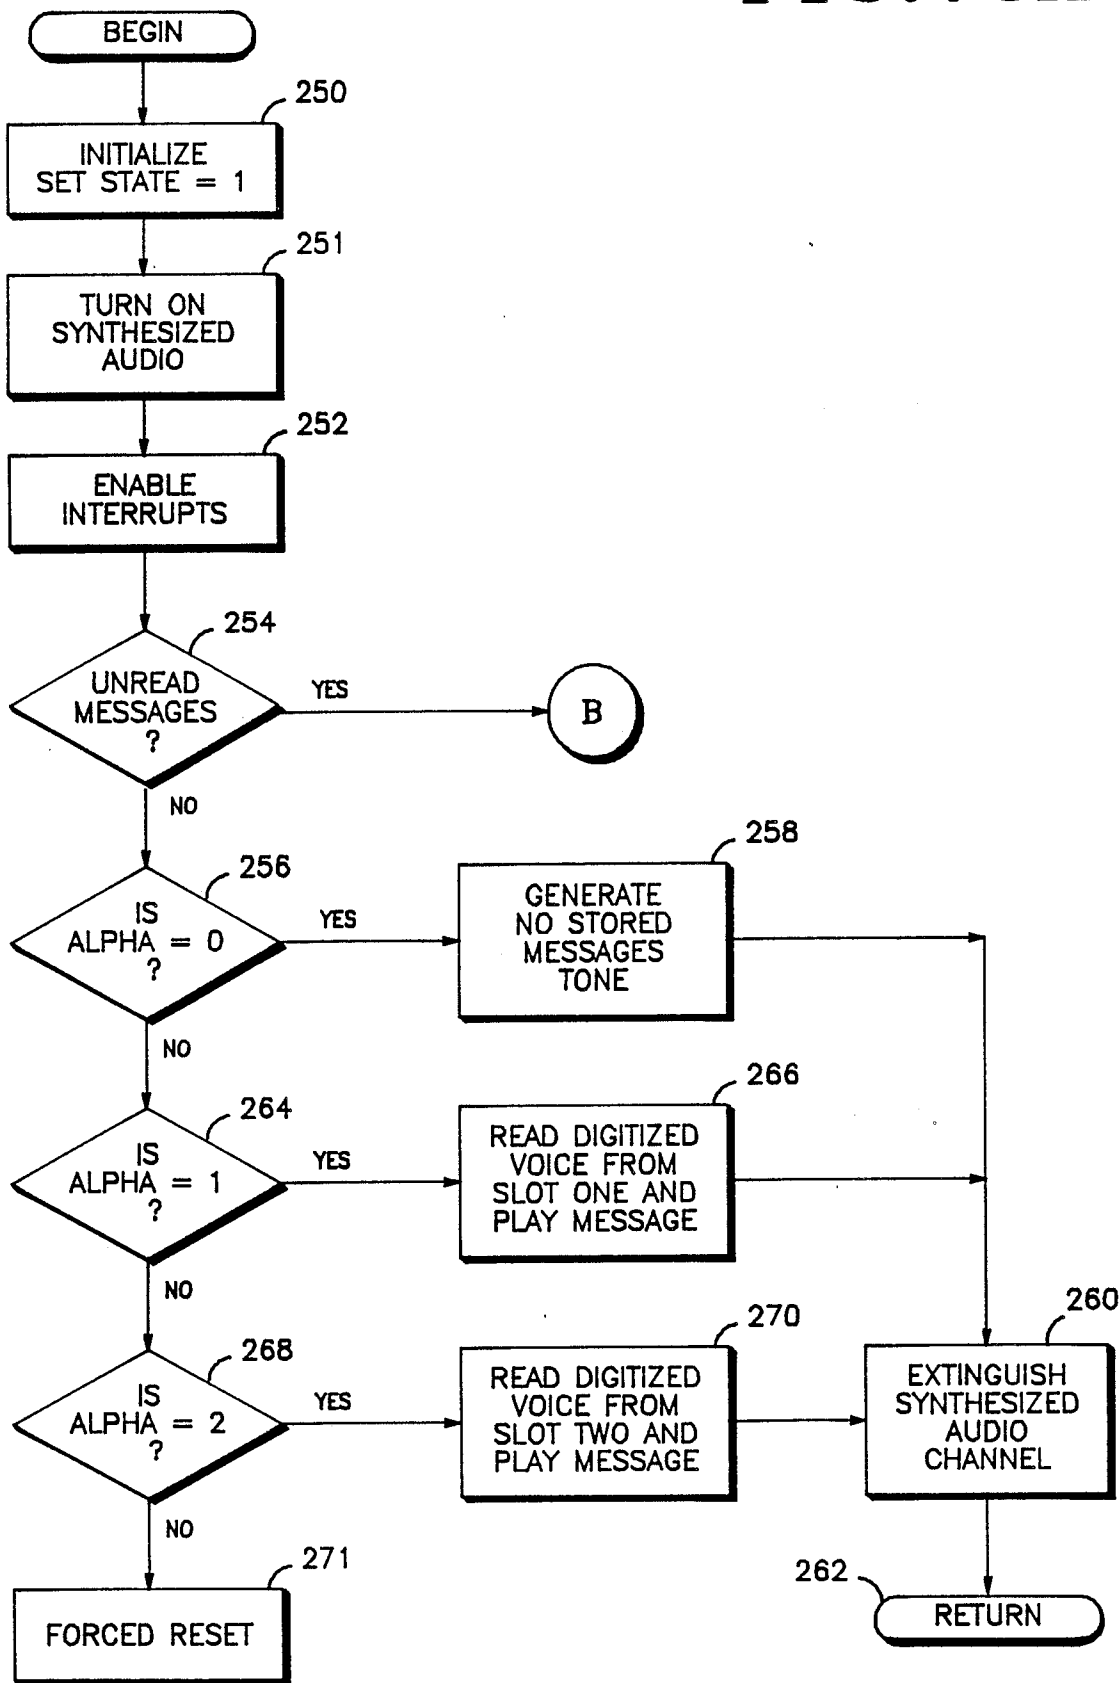 BEGIN
250
INITIALIZE
SET STATE = 1
251
TURN ON
SYNTHESIZED
AUDIO
252
ENABLE
INTERRUPTS
254
UNREAD
MESSAGES
?
YES
B
NO
256
IS
ALPHA = 0
?
YES
258
GENERATE
NO STORED
MESSAGES
TONE
NO
264
IS
ALPHA = 1
?
YES
266
READ DIGITIZED
VOICE FROM
SLOT ONE AND
PLAY MESSAGE
NO
268
IS
ALPHA = 2
?
YES
270
READ DIGITIZED
VOICE FROM
SLOT TWO AND
PLAY MESSAGE
260
EXTINGUISH
SYNTHESIZED
AUDIO
CHANNEL
NO
271
FORCED RESET
262
RETURN